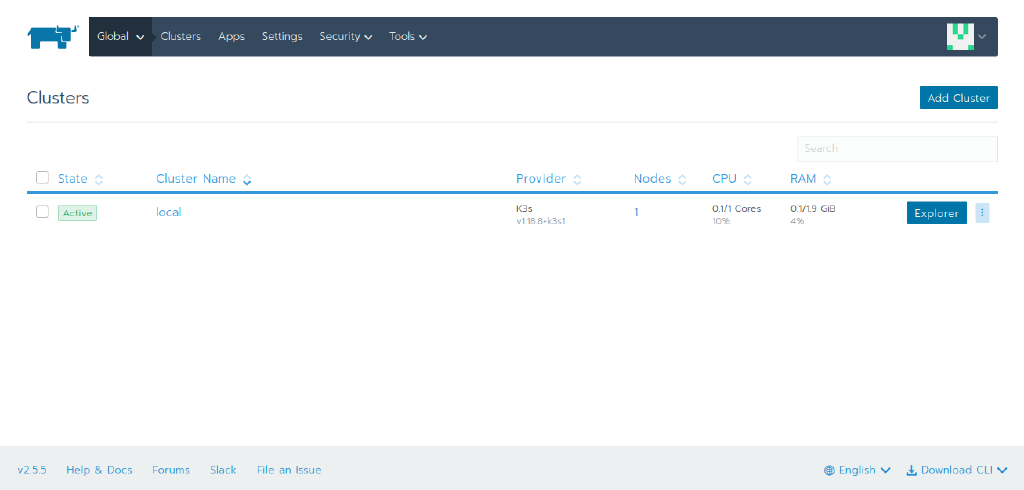 Global Clusters Apps Settings Security Tools
Clusters
Add Cluster
Search
State Cluster Name Provider Nodes CPU RAM
Active local K3s 1 0.1/1 Cores 0.1/1.9 GiB Explorer
v1.18.8+k3s1 10% 4%
v2.5.5 Help & Docs Forums Slack File an Issue English Download CLI